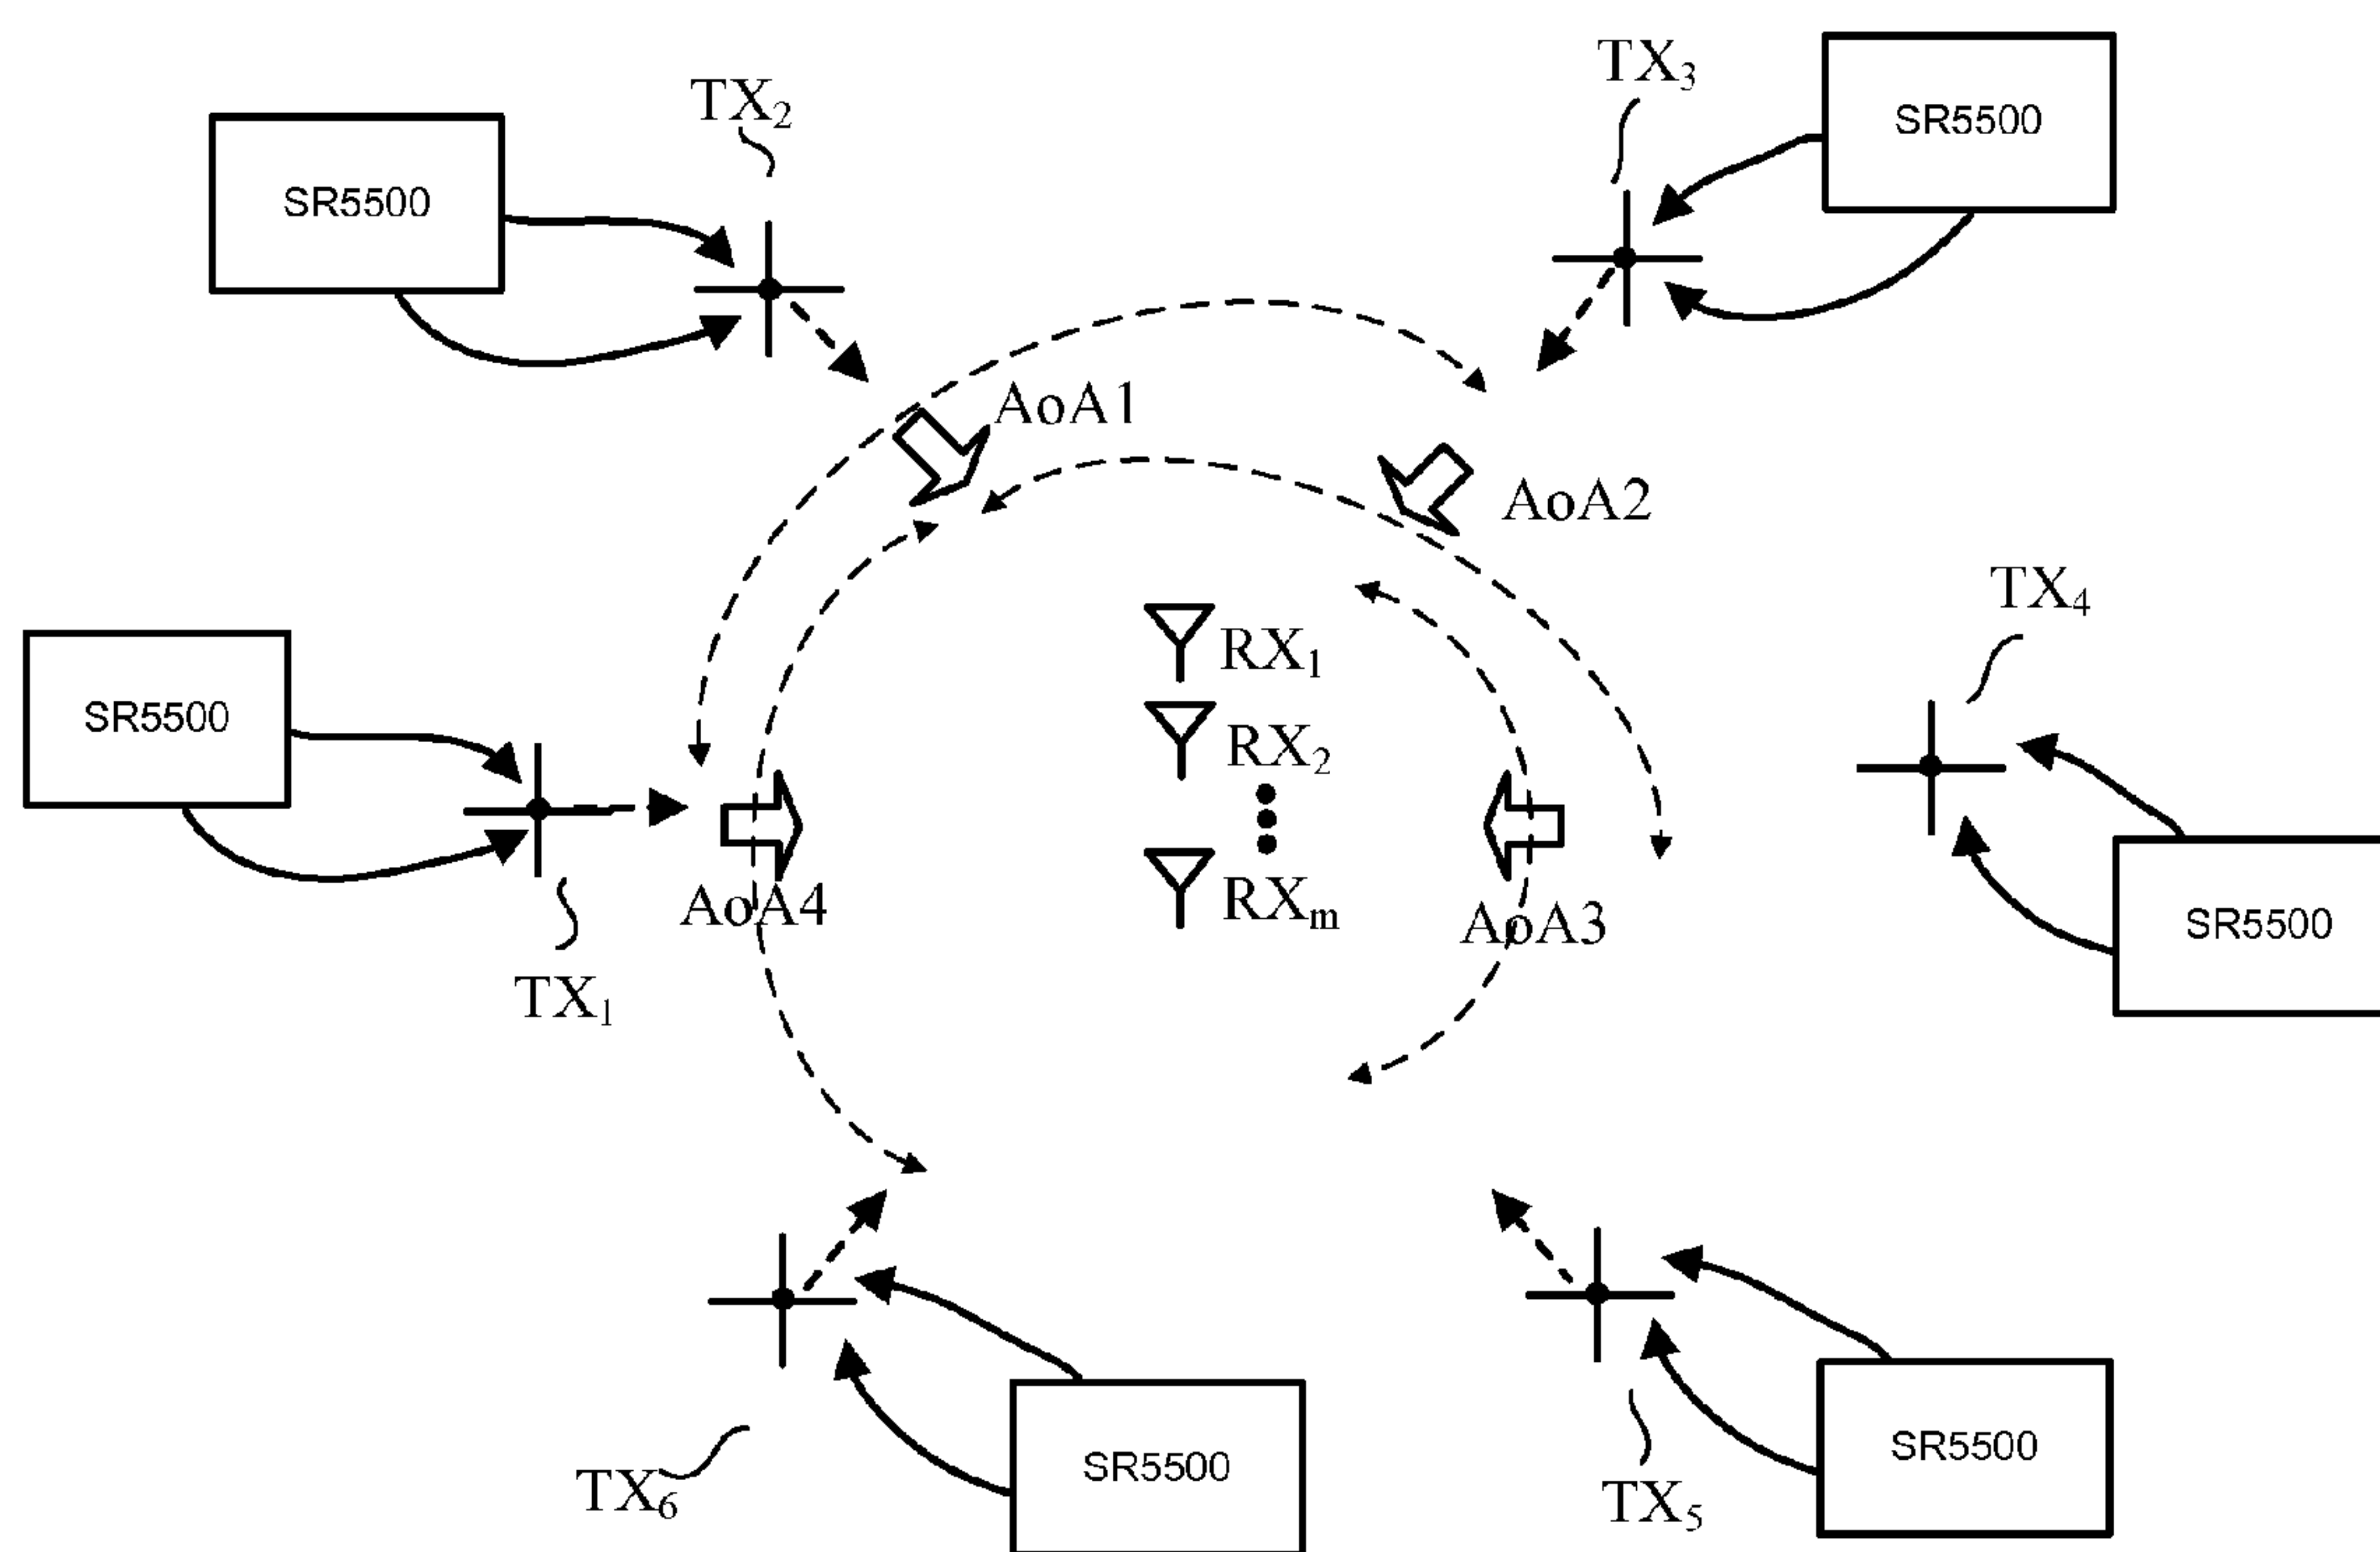 TX₃
SR5500
TX₂
SR5500
AoA1
AoA2
TX₄
RX₁
SR5500
RX₂
AoA4
RXₘ
AoA3
SR5500
TX₁
SR5500
SR5500
TX₆
TX₅